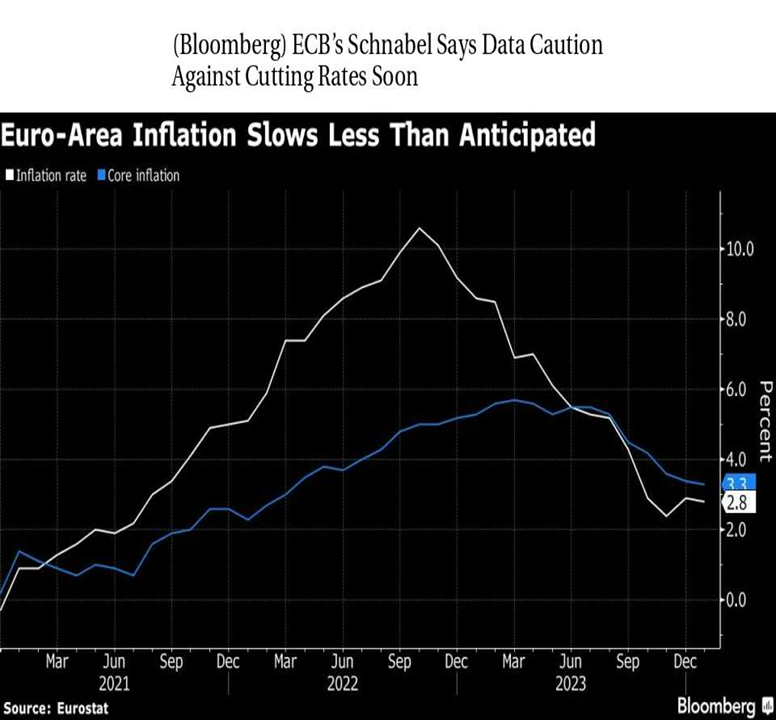 (Bloomberg) ECB’s Schnabel Says Data Caution
Against Cutting Rates Soon
Euro-Area Inflation Slows Less Than Anticipated
Inflation rate Core inflation
10.0
8.0
6.0
4.0
3.3
2.8
2.0
0.0
Percent
Mar Jun Sep Dec Mar Jun Sep Dec Mar Jun Sep Dec
2021 2022 2023
Source: Eurostat
Bloomberg